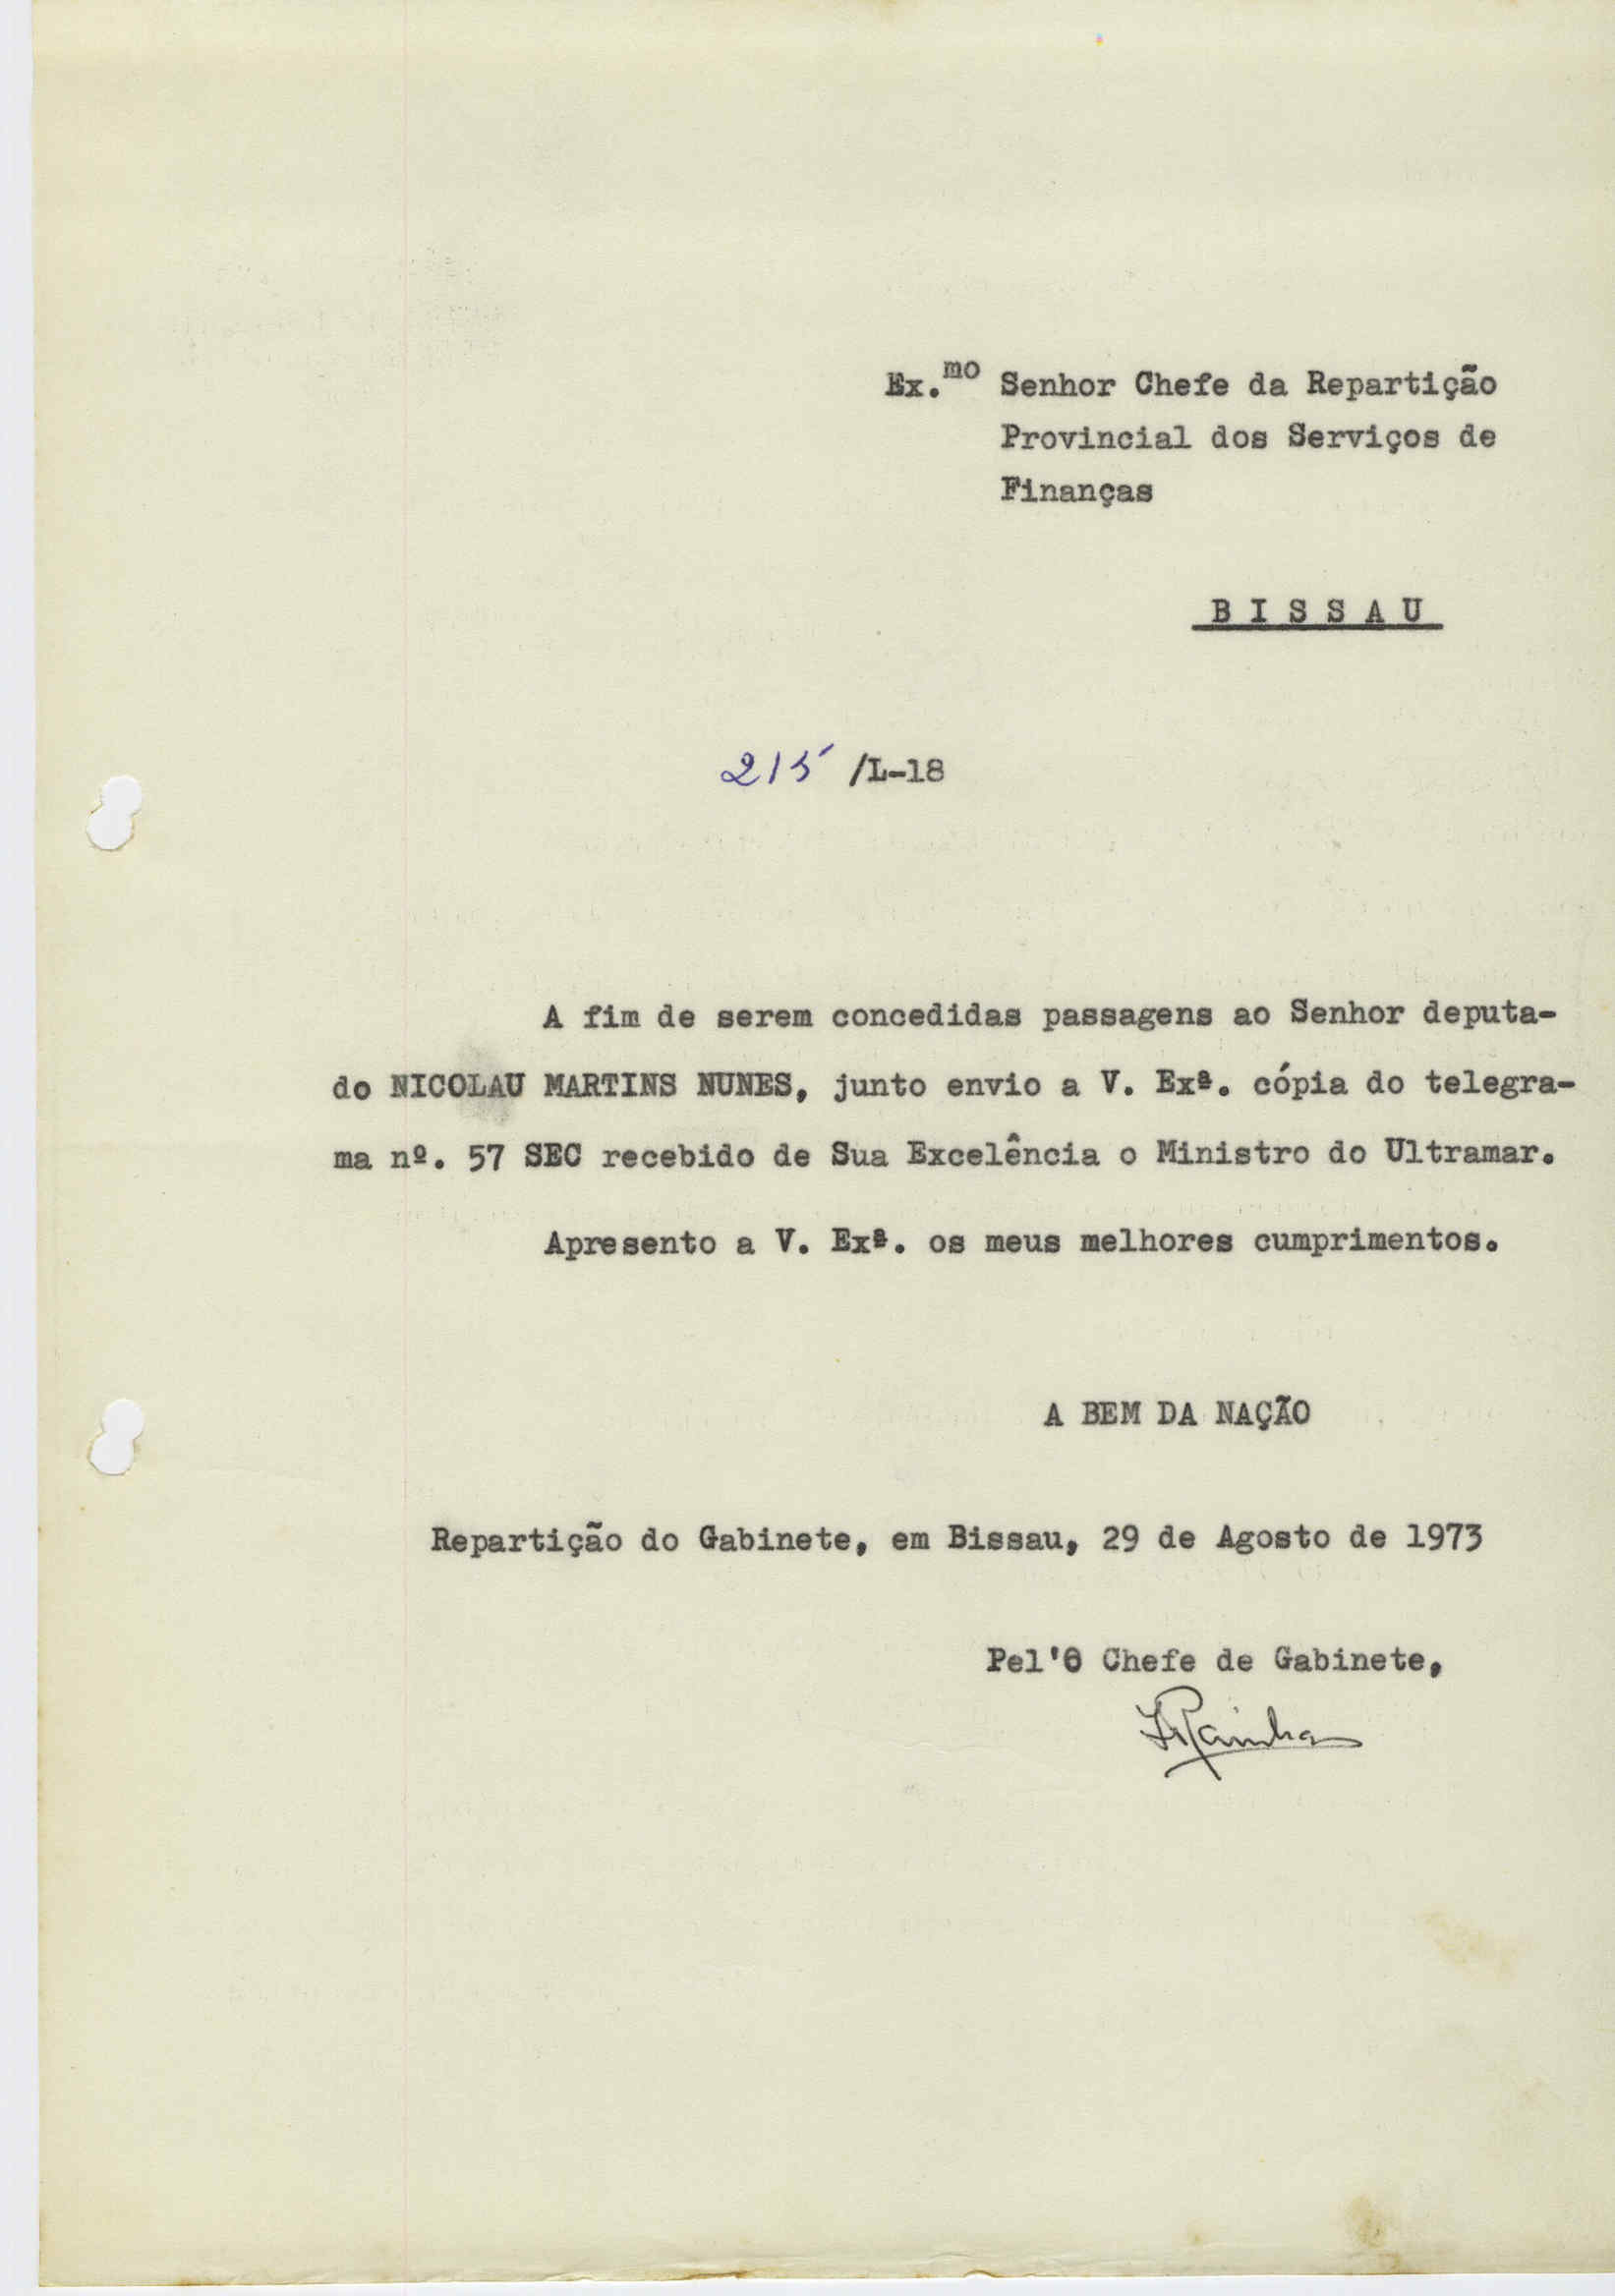 Ex.mo Senhor Chefe da Repartição
Provincial dos Serviços de
Finanças
B I S S A U
215 /L-18
A fim de serem concedidas passagens ao Senhor deputa-
do NICOLAU MARTINS NUNES, junto envio a V. Exª. cópia do telegra-
ma nº. 57 SEC recebido de Sua Excelência o Ministro do Ultramar.
Apresento a V. Exª. os meus melhores cumprimentos.
A BEM DA NAÇÃO
Repartição do Gabinete, em Bissau, 29 de Agosto de 1973
Pel'O Chefe de Gabinete,